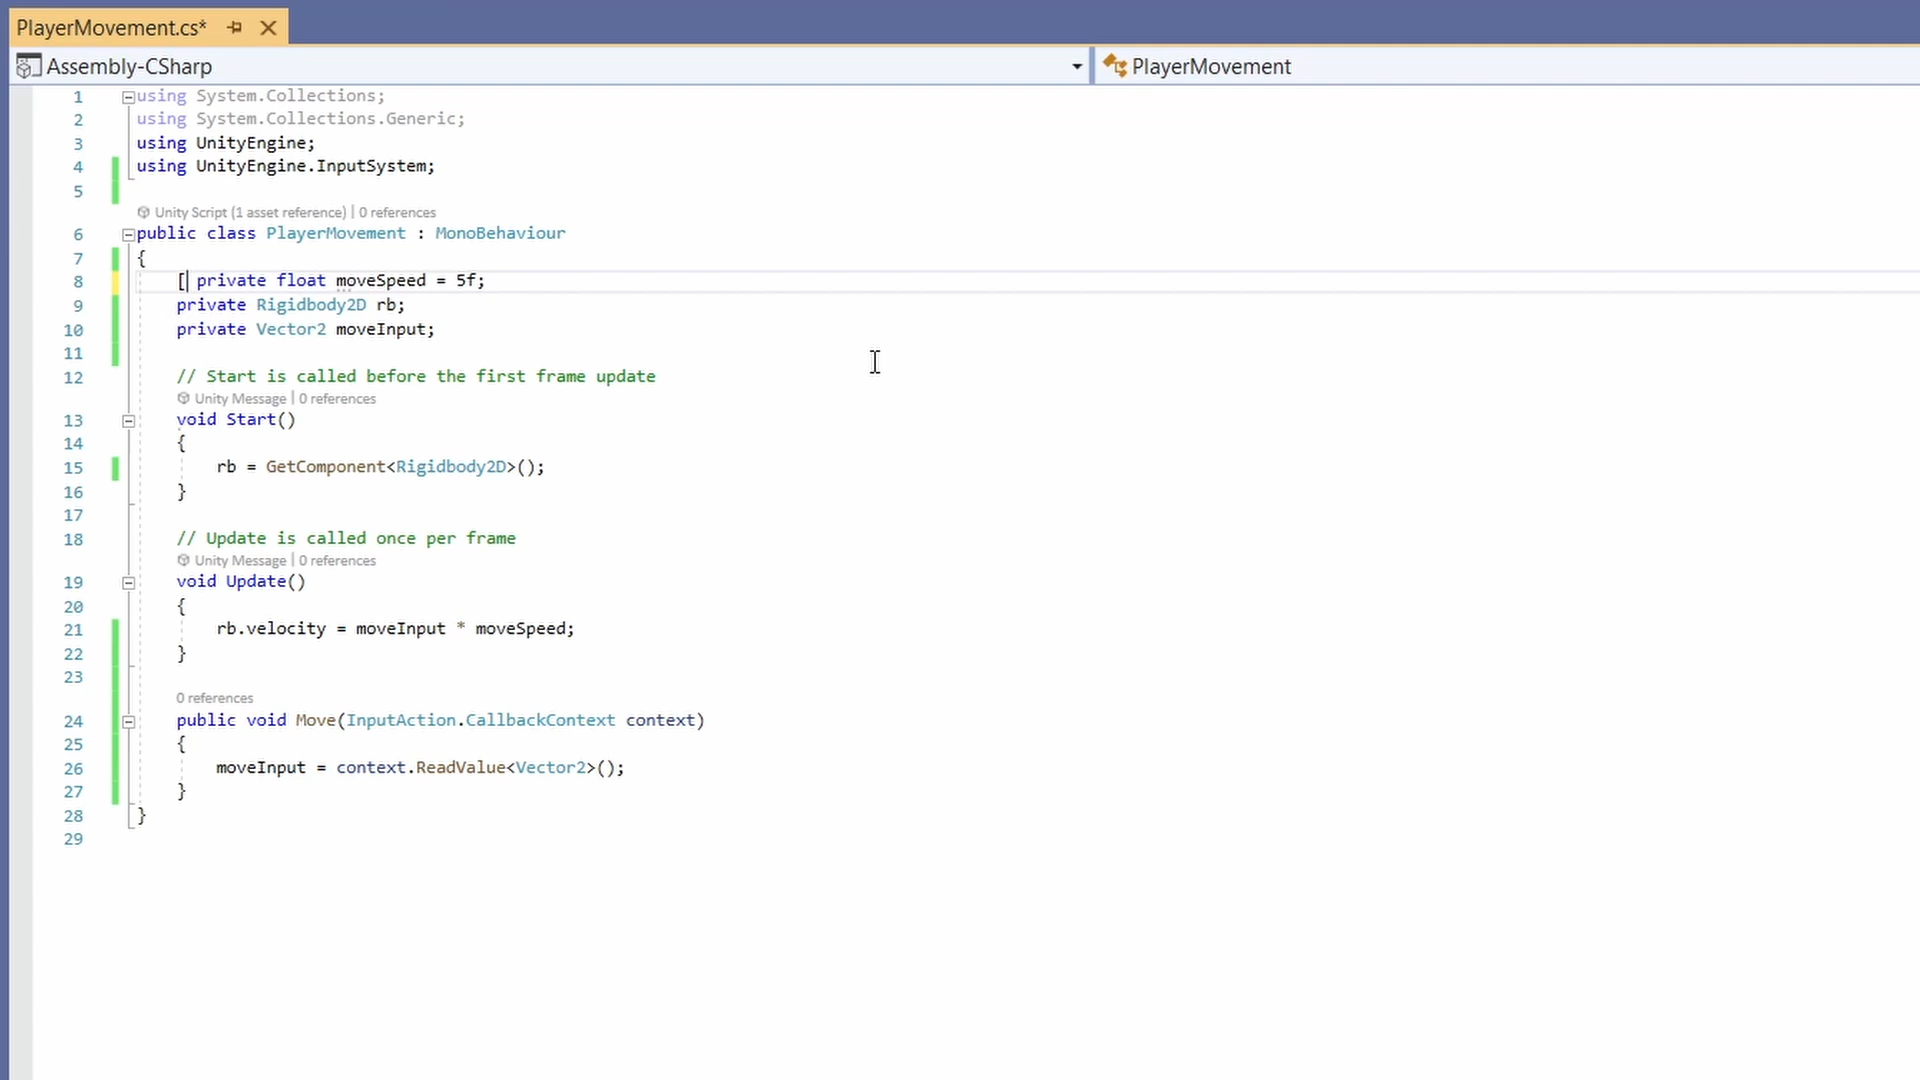 PlayerMovement.cs*
Assembly-CSharp
PlayerMovement
1 using System.Collections;
2 using System.Collections.Generic;
3 using UnityEngine;
4 using UnityEngine.InputSystem;
5
Unity Script (1 asset reference) | 0 references
6 public class PlayerMovement : MonoBehaviour
7 {
8 [ private float moveSpeed = 5f;
9 private Rigidbody2D rb;
10 private Vector2 moveInput;
11
12 // Start is called before the first frame update
Unity Message | 0 references
13 void Start()
14 {
15 rb = GetComponent<Rigidbody2D>();
16 }
17
18 // Update is called once per frame
Unity Message | 0 references
19 void Update()
20 {
21 rb.velocity = moveInput * moveSpeed;
22 }
23
0 references
24 public void Move(InputAction.CallbackContext context)
25 {
26 moveInput = context.ReadValue<Vector2>();
27 }
28 }
29